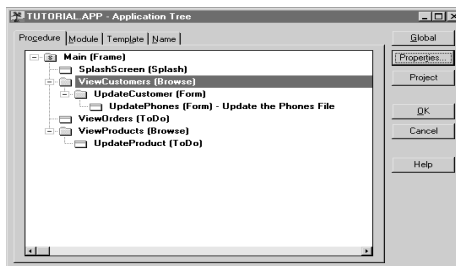 TUTORIAL.APP - Application Tree
Procedure Module Template Name
Main (Frame)
SplashScreen (Splash)
ViewCustomers (Browse)
UpdateCustomer (Form)
UpdatePhones (Form) - Update the Phones File
ViewOrders (ToDo)
ViewProducts (Browse)
UpdateProduct (ToDo)
Global
Properties...
Project
OK
Cancel
Help